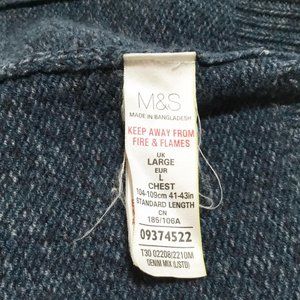 M&S
MADE IN BANGLADESH
KEEP AWAY FROM
FIRE & FLAMES
UK
LARGE
EUR
L
CHEST
104-109cm 41-43in
STANDARD LENGTH
CN
185/106A
09374522
T30 02208/2210M
DENIM MIX (LSTD)